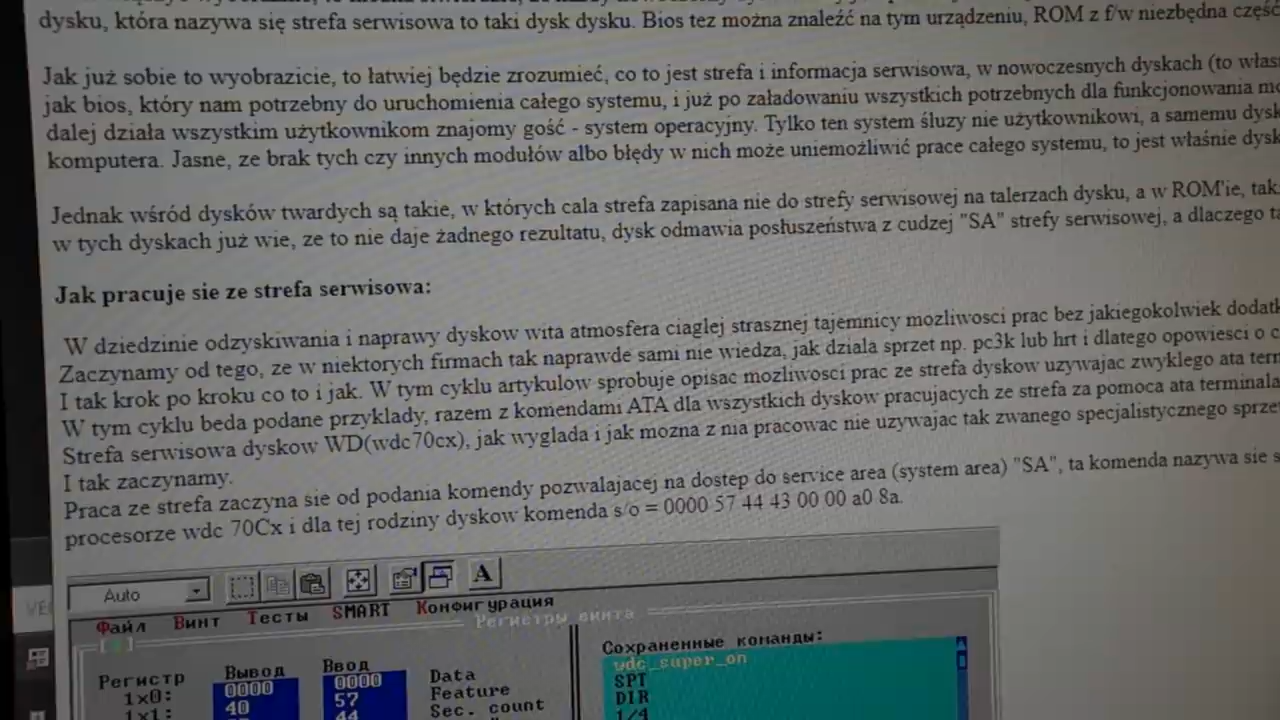 dysku, która nazywa się strefa serwisowa to taki dysk dysku. Bios tez można znaleźć na tym urządzeniu, ROM z f/w niezbędna częśc
Jak już sobie to wyobrazicie, to łatwiej będzie zrozumieć, co to jest strefa i informacja serwisowa, w nowoczesnych dyskach (to włas
jak bios, który nam potrzebny do uruchomienia całego systemu, i już po załadowaniu wszystkich potrzebnych dla funkcjonowania mo
dalej działa wszystkim użytkownikom znajomy gość - system operacyjny. Tylko ten system śluzy nie użytkownikowi, a samemu dysk
komputera. Jasne, ze brak tych czy innych modułów albo błędy w nich może uniemożliwić prace całego systemu, to jest właśnie dysk
Jednak wśród dysków twardych są takie, w których cala strefa zapisana nie do strefy serwisowej na talerzach dysku, a w ROM'ie, tak
w tych dyskach już wie, ze to nie daje żadnego rezultatu, dysk odmawia posłuszeństwa z cudzej "SA" strefy serwisowej, a dlaczego ta
Jak pracuje sie ze strefa serwisowa:
W dziedzinie odzyskiwania i naprawy dyskow wita atmosfera ciaglej strasznej tajemnicy mozliwosci prac bez jakiegokolwiek dodatk
Zaczynamy od tego, ze w niektorych firmach tak naprawde sami nie wiedza, jak dziala sprzet np. pc3k lub hrt i dlatego opowiesci o c
I tak krok po kroku co to i jak. W tym cyklu artykulow sprobuje opisac mozliwosci prac ze strefa dyskow uzywajac zwyklego ata term
W tym cyklu beda podane przyklady, razem z komendami ATA dla wszystkich dyskow pracujacych ze strefa za pomoca ata terminala
Strefa serwisowa dyskow WD(wdc70cx), jak wyglada i jak mozna z nia pracowac nie uzywajac tak zwanego specjalistycznego sprze
I tak zaczynamy.
Praca ze strefa zaczyna sie od podania komendy pozwalajacej na dostep do service area (system area) "SA", ta komenda nazywa sie s
procesorze wdc 70Cx i dla tej rodziny dyskow komenda s/o = 0000 57 44 43 00 00 a0 8a.
Auto A
Файл Винт Тесты SMART Конфигурация
Регистры винта
Сохраненные команды:
Регистр Вывод Ввод
wdc_super_on
1x0: 0000 0000 Data
SPT
1x1: 40 57 Feature
DIR
44 Sec. count
1/4